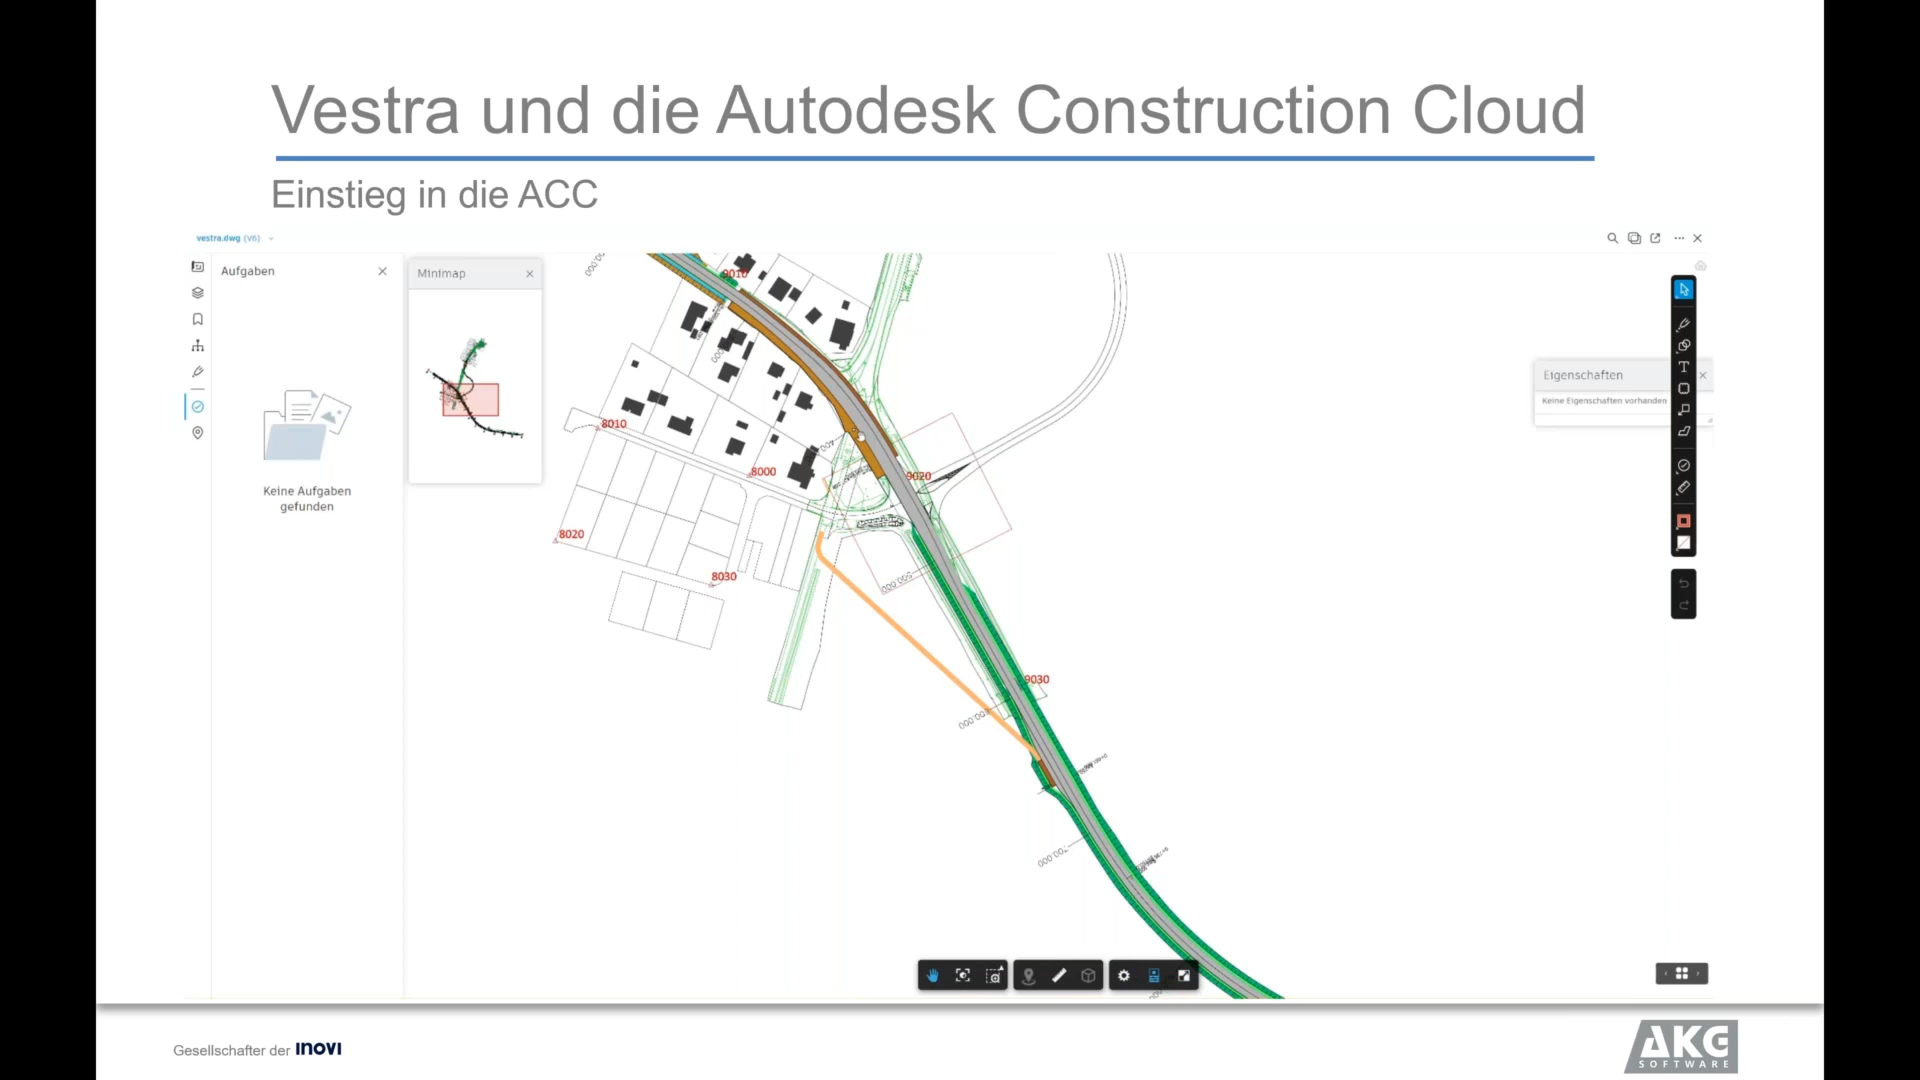 Vestra und die Autodesk Construction Cloud
Einstieg in die ACC
vestra.dwg (V6)
Aufgaben
Minimap
Keine Aufgaben
gefunden
9010
8010
8000
9020
8020
8030
9030
Eigenschaften
Keine Eigenschaften vorhanden
Gesellschafter der INOVI
AKG
SOFTWARE